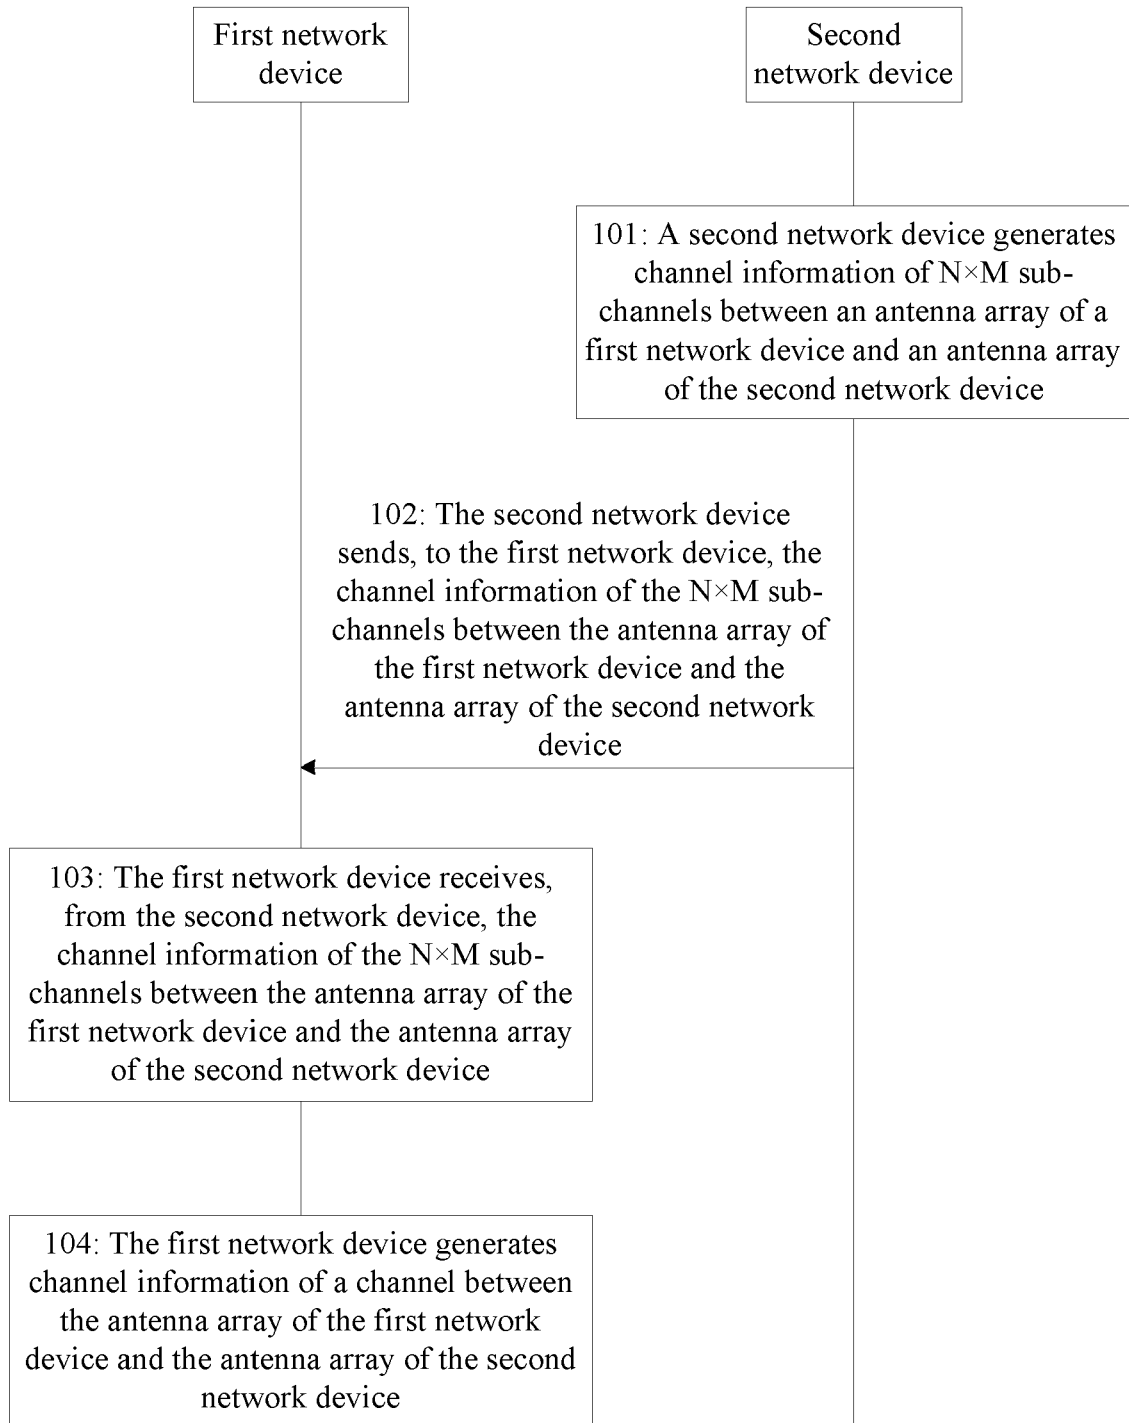 First network
device
Second
network device
101: A second network device generates
channel information of N×M sub-
channels between an antenna array of a
first network device and an antenna array
of the second network device
102: The second network device
sends, to the first network device, the
channel information of the N×M sub-
channels between the antenna array of
the first network device and the
antenna array of the second network
device
103: The first network device receives,
from the second network device, the
channel information of the N×M sub-
channels between the antenna array of the
first network device and the antenna array
of the second network device
104: The first network device generates
channel information of a channel between
the antenna array of the first network
device and the antenna array of the second
network device